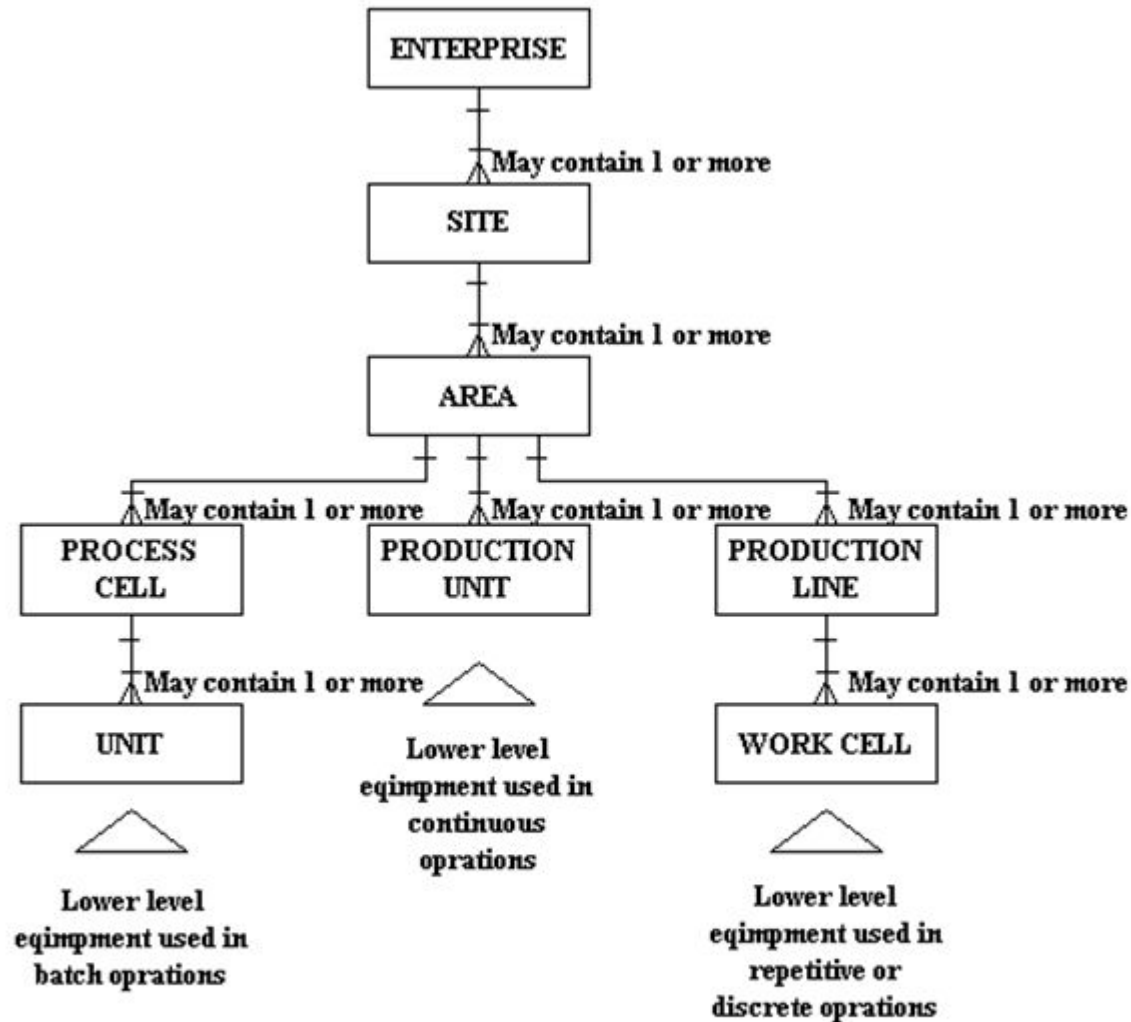 ENTERPRISE
May contain 1 or more
SITE
May contain 1 or more
AREA
May contain 1 or more
May contain 1 or more
May contain 1 or more
PROCESS
CELL
PRODUCTION
UNIT
PRODUCTION
LINE
May contain 1 or more
May contain 1 or more
UNIT
WORK CELL
Lower level
eqimpment used in
continuous
oprations
Lower level
eqimpment used in
batch oprations
Lower level
eqimpment used in
repetitive or
discrete oprations